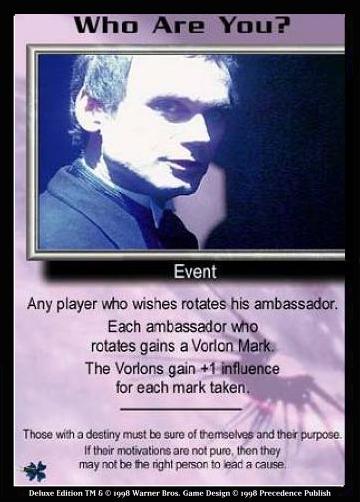 Who Are You?
Event
Any player who wishes rotates his ambassador.
Each ambassador who
rotates gains a Vorlon Mark.
The Vorlons gain +1 influence
for each mark taken.
Those with a destiny must be sure of themselves and their purpose.
If their motivations are not pure, then they
may not be the right person to lead a cause.
Deluxe Edition TM & © 1998 Warner Bros. Game Design © 1998 Precedence Publish